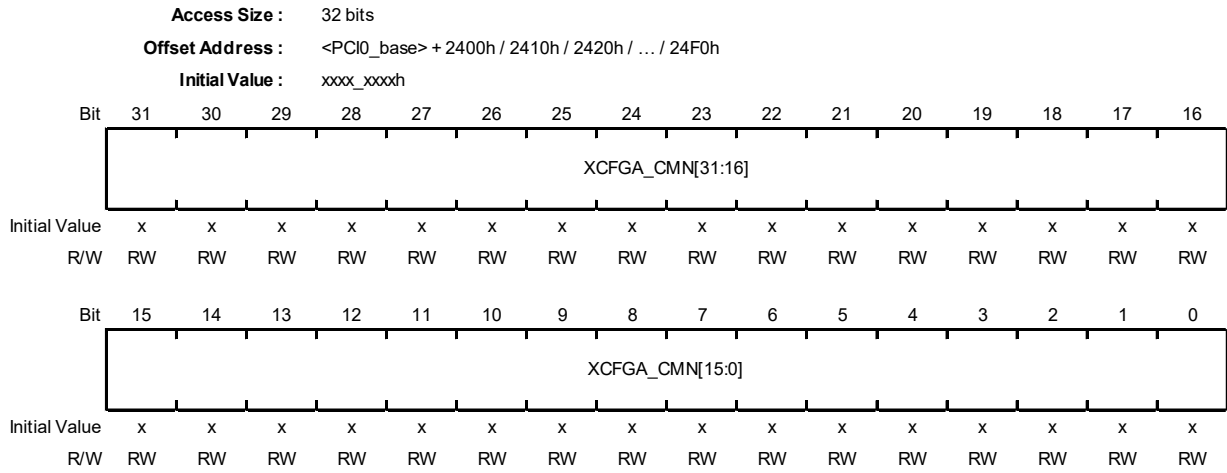 Access Size : 32 bits
Offset Address : <PCI0_base> + 2400h / 2410h / 2420h / … / 24F0h
Initial Value : xxxx_xxxxh
Bit 31 30 29 28 27 26 25 24 23 22 21 20 19 18 17 16
XCFGA_CMN[31:16]
Initial Value x x x x x x x x x x x x x x x x
R/W RW RW RW RW RW RW RW RW RW RW RW RW RW RW RW RW
Bit 15 14 13 12 11 10 9 8 7 6 5 4 3 2 1 0
XCFGA_CMN[15:0]
Initial Value x x x x x x x x x x x x x x x x
R/W RW RW RW RW RW RW RW RW RW RW RW RW RW RW RW RW